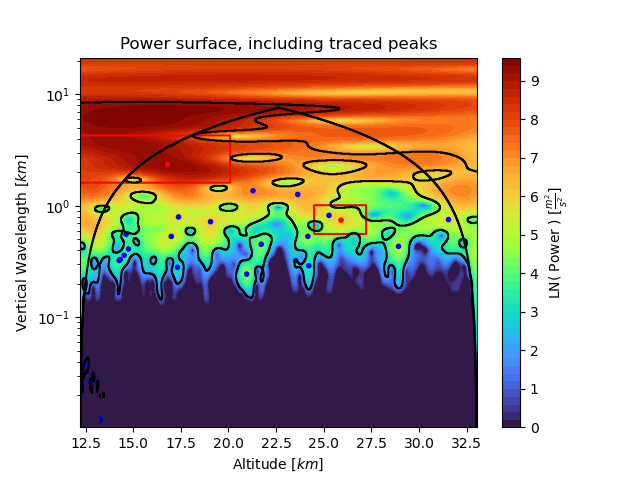 Power surface, including traced peaks
10¹
10⁰
10⁻¹
Vertical Wavelength [km]
12.5 15.0 17.5 20.0 22.5 25.0 27.5 30.0 32.5
Altitude [km]
9
8
7
6
5
4
3
2
1
0
LN( Power ) [m²/s²]